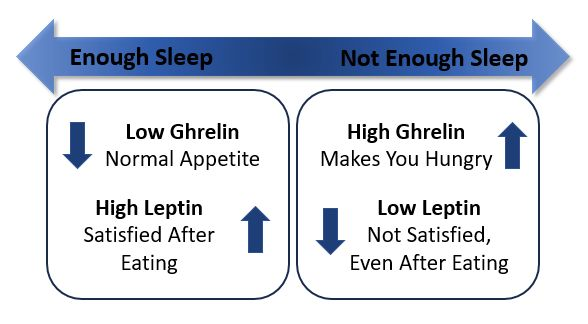 Enough Sleep
Not Enough Sleep
Low Ghrelin
Normal Appetite
High Leptin
Satisfied After
Eating
High Ghrelin
Makes You Hungry
Low Leptin
Not Satisfied,
Even After Eating